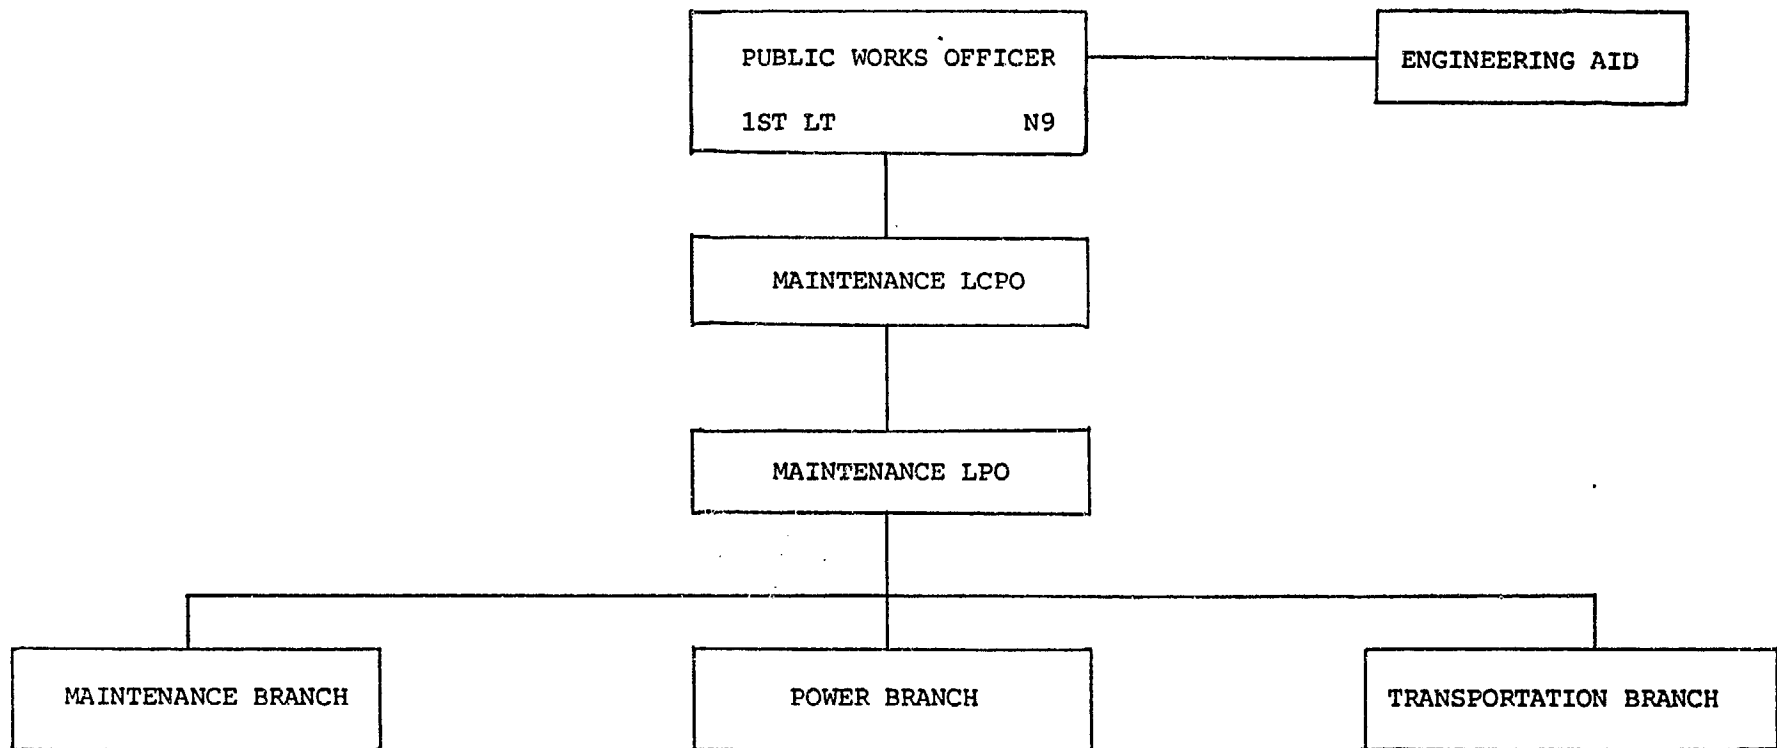 PUBLIC WORKS OFFICER
1ST LT N9
ENGINEERING AID
MAINTENANCE LCPO
MAINTENANCE LPO
MAINTENANCE BRANCH
POWER BRANCH
TRANSPORTATION BRANCH